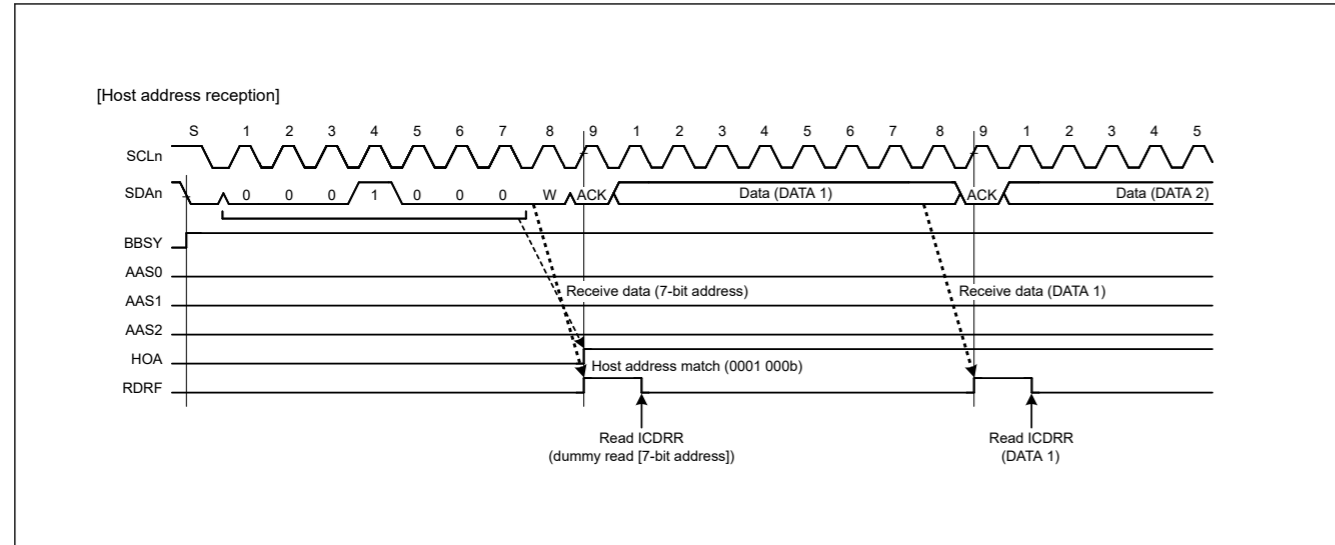 [Host address reception]
S 1 2 3 4 5 6 7 8 9 1 2 3 4 5 6 7 8 9 1 2 3 4 5
SCLn
SDAn 0 0 0 1 0 0 0 W ACK Data (DATA 1) ACK Data (DATA 2)
BBSY
AAS0
AAS1 Receive data (7-bit address) Receive data (DATA 1)
AAS2
HOA Host address match (0001 000b)
RDRF
Read ICDRR Read ICDRR
(dummy read [7-bit address]) (DATA 1)